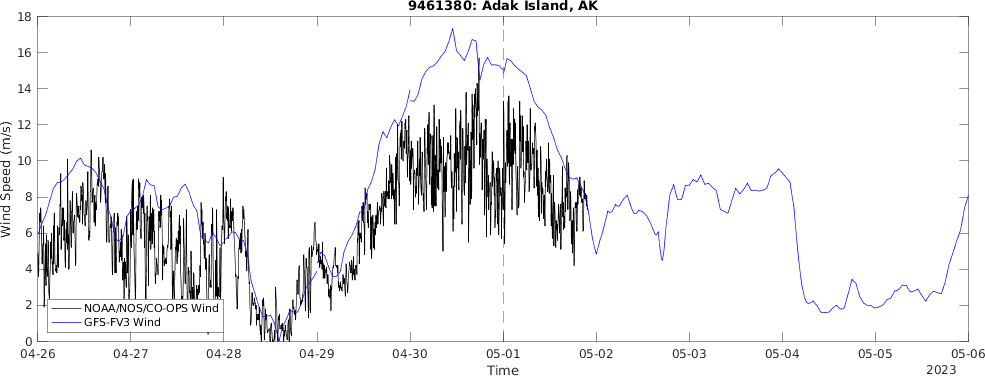 9461380: Adak Island, AK
Wind Speed (m/s)
18
16
14
12
10
8
6
4
2
0
NOAA/NOS/CO-OPS Wind
GFS-FV3 Wind
04-26 04-27 04-28 04-29 04-30 05-01 05-02 05-03 05-04 05-05 05-06
Time
2023